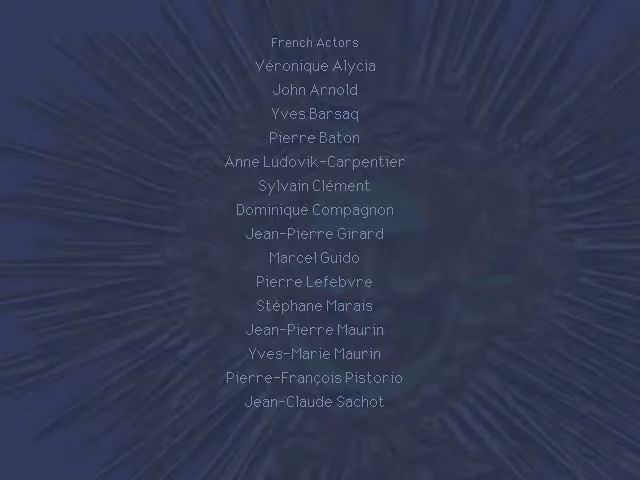 French Actors
Véronique Alycia
John Arnold
Yves Barsaq
Pierre Baton
Anne Ludovik-Carpentier
Sylvain Clément
Dominique Compagnon
Jean-Pierre Girard
Marcel Guido
Pierre Lefebvre
Stéphane Marais
Jean-Pierre Maurin
Yves-Marie Maurin
Pierre-François Pistorio
Jean-Claude Sachot